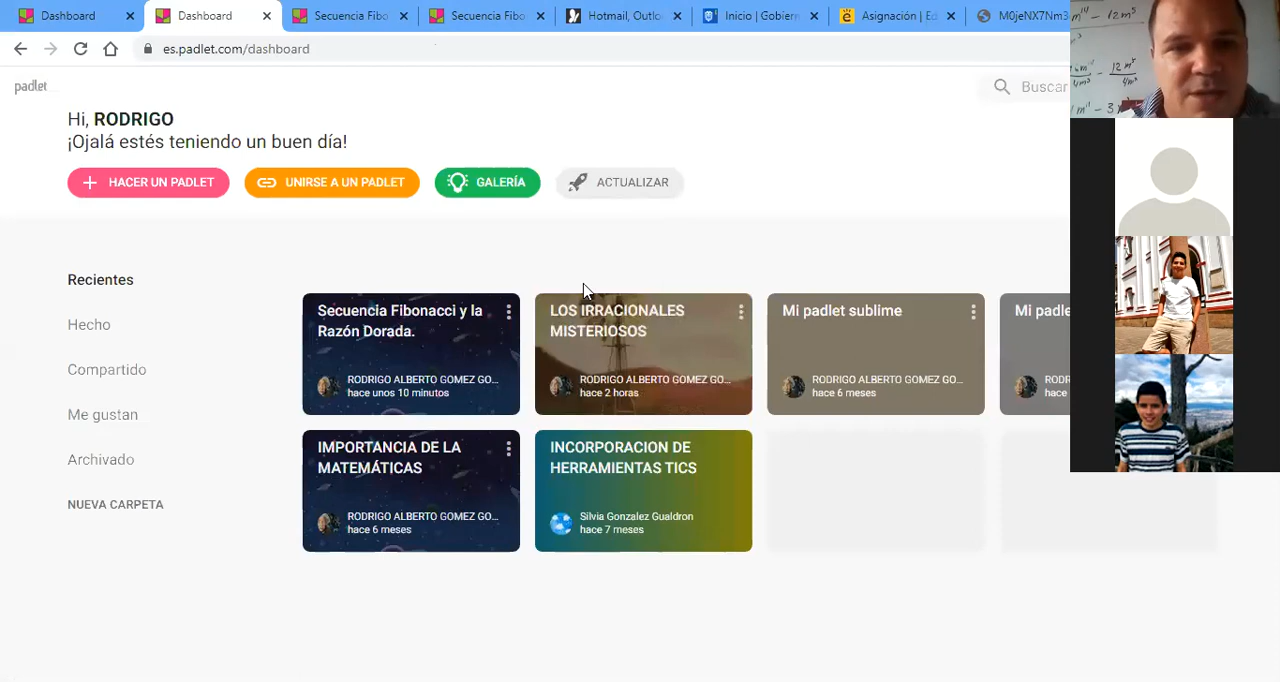 Dashboard
Dashboard
Secuencia Fibo
Secuencia Fibo
Hotmail, Outlo
Inicio | Gobiern
Asignación | Ed
M0jeNX7Nm3
es.padlet.com/dashboard
padlet
Buscar
Hi, RODRIGO
¡Ojalá estés teniendo un buen día!
HACER UN PADLET
UNIRSE A UN PADLET
GALERÍA
ACTUALIZAR
Recientes
Hecho
Compartido
Me gustan
Archivado
NUEVA CARPETA
Secuencia Fibonacci y la
Razón Dorada.
RODRIGO ALBERTO GOMEZ GO...
hace unos 10 minutos
LOS IRRACIONALES
MISTERIOSOS
RODRIGO ALBERTO GOMEZ GO...
hace 2 horas
Mi padlet sublime
RODRIGO ALBERTO GOMEZ GO...
hace 6 meses
Mi padle
RODR
hace
IMPORTANCIA DE LA
MATEMÁTICAS
RODRIGO ALBERTO GOMEZ GO...
hace 6 meses
INCORPORACION DE
HERRAMIENTAS TICS
Silvia Gonzalez Gualdron
hace 7 meses